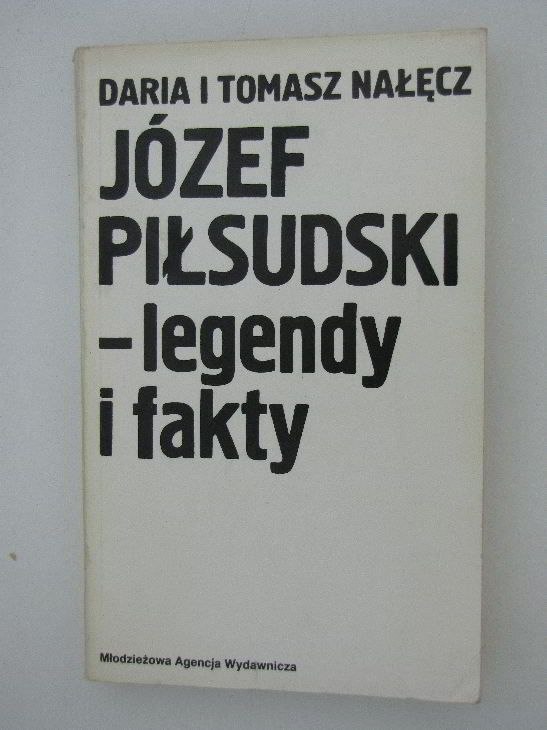 DARIA I TOMASZ NAŁĘCZ
JÓZEF
PIŁSUDSKI
–legendy
i fakty
Młodzieżowa Agencja Wydawnicza